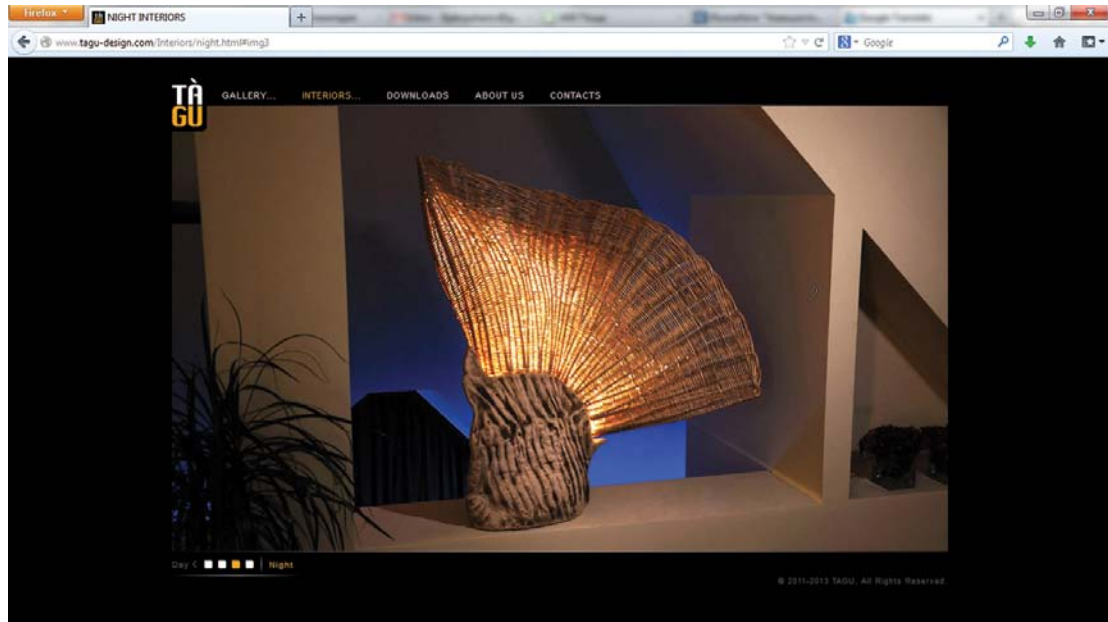 Firefox
NIGHT INTERIORS
www.tagu-design.com/Interiors/night.html#img3
Google
TÀ
GU
GALLERY...
INTERIORS...
DOWNLOADS
ABOUT US
CONTACTS
Day
Night
© 2011-2013 TAGU, All Rights Reserved.